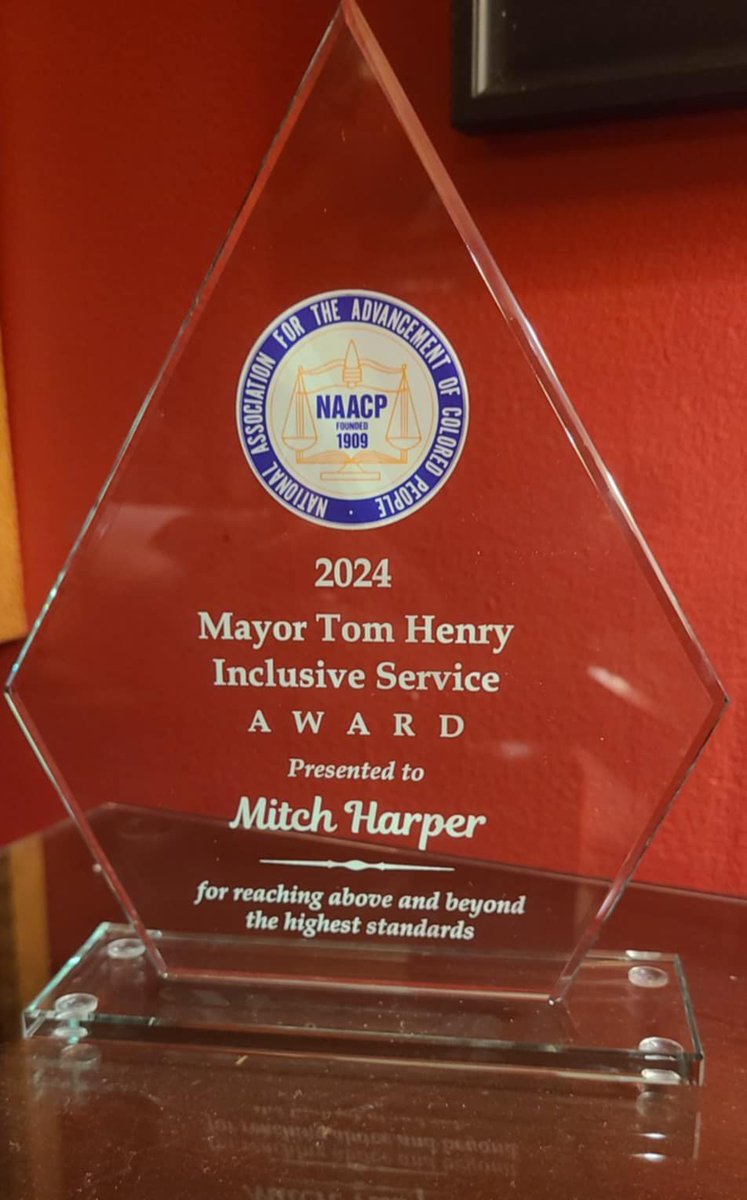 NATIONAL ASSOCIATION FOR THE ADVANCEMENT OF COLORED PEOPLE ·
NAACP
FOUNDED
1909
2024
Mayor Tom Henry
Inclusive Service
AWARD
Presented to
Mitch Harper
for reaching above and beyond
the highest standards